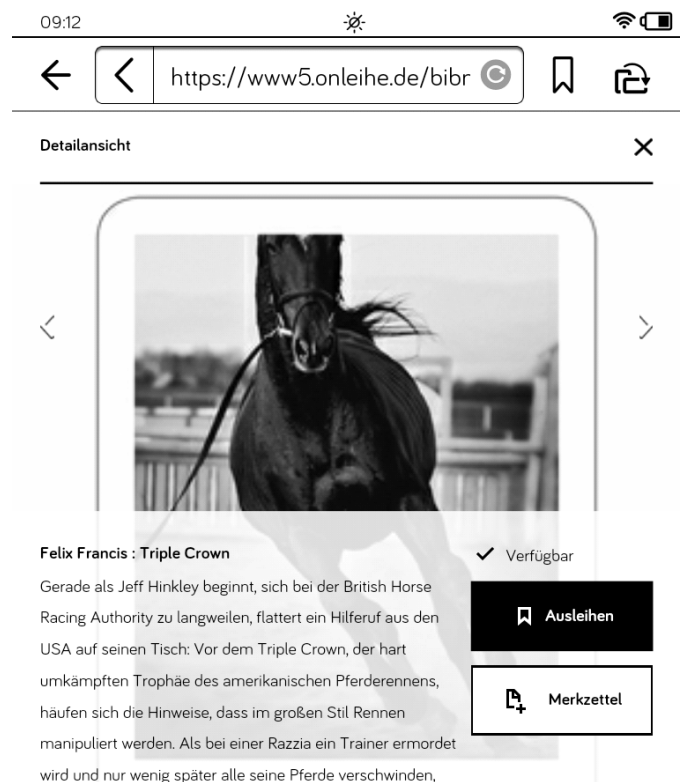 09:12
https://www5.onleihe.de/bibr
Detailansicht
Felix Francis : Triple Crown
Gerade als Jeff Hinkley beginnt, sich bei der British Horse
Racing Authority zu langweilen, flattert ein Hilferuf aus den
USA auf seinen Tisch: Vor dem Triple Crown, der hart
umkämpften Trophäe des amerikanischen Pferderennens,
häufen sich die Hinweise, dass im großen Stil Rennen
manipuliert werden. Als bei einer Razzia ein Trainer ermordet
wird und nur wenig später alle seine Pferde verschwinden,
Verfügbar
Ausleihen
Merkzettel